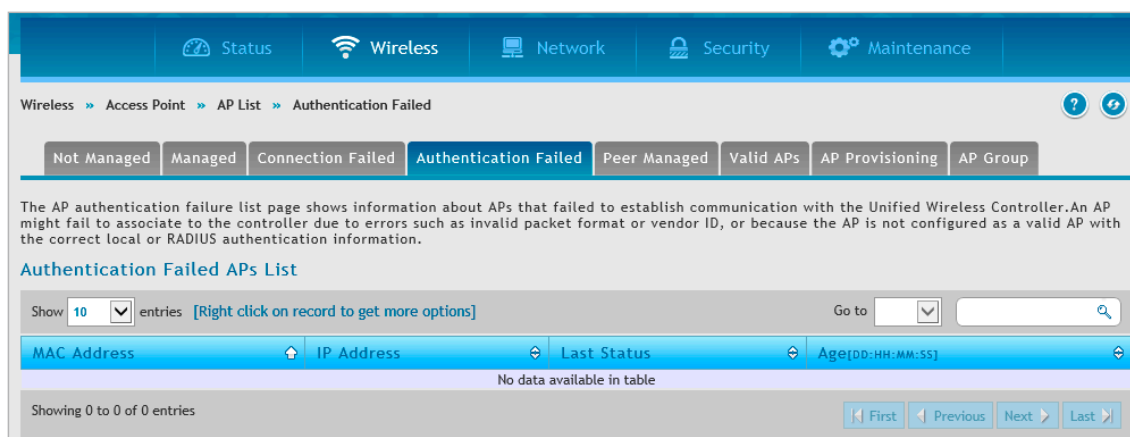 Status Wireless Network Security Maintenance
Wireless » Access Point » AP List » Authentication Failed
Not Managed Managed Connection Failed Authentication Failed Peer Managed Valid APs AP Provisioning AP Group
The AP authentication failure list page shows information about APs that failed to establish communication with the Unified Wireless Controller.An AP
might fail to associate to the controller due to errors such as invalid packet format or vendor ID, or because the AP is not configured as a valid AP with
the correct local or RADIUS authentication information.
Authentication Failed APs List
Show 10 entries [Right click on record to get more options] Go to
MAC Address IP Address Last Status Age[DD:HH:MM:SS]
No data available in table
Showing 0 to 0 of 0 entries First Previous Next Last